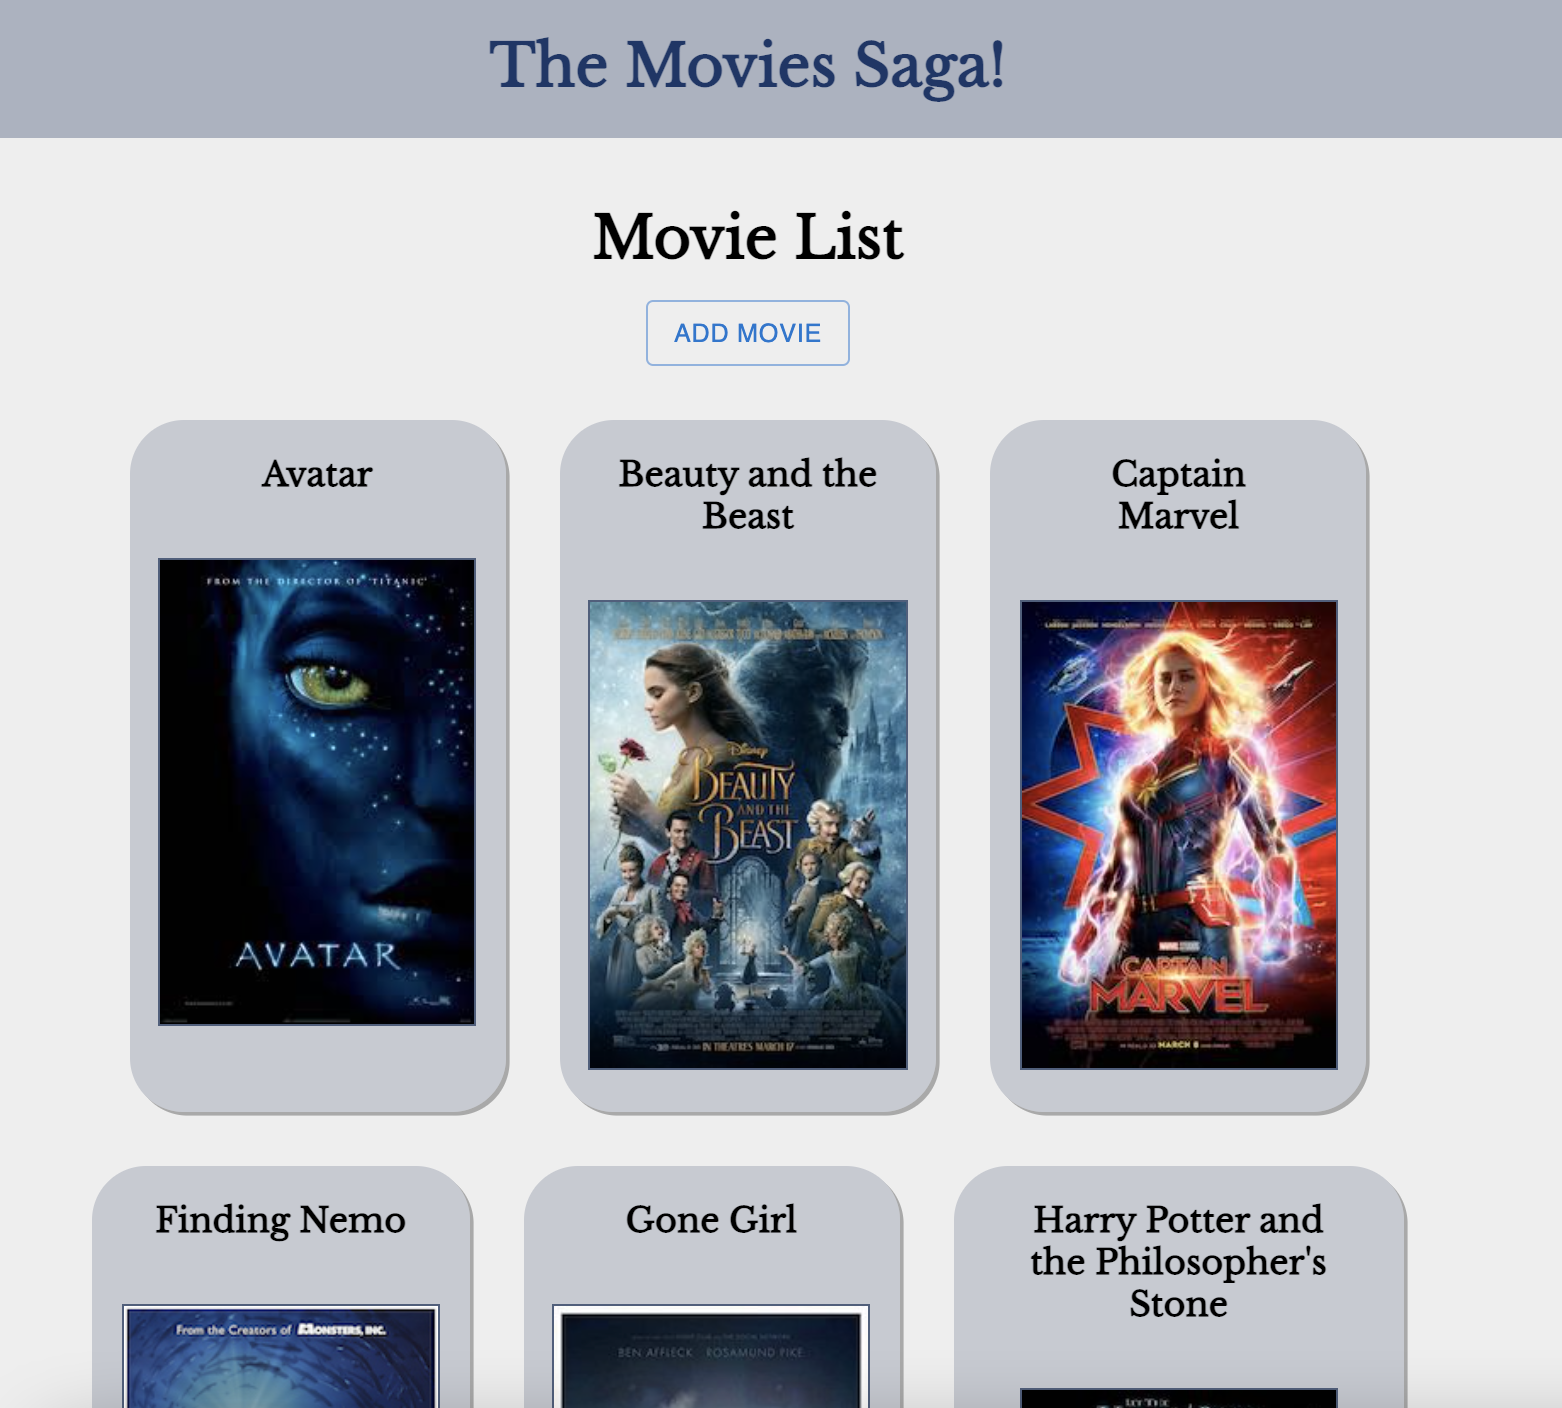 The Movies Saga!
Movie List
ADD MOVIE
Avatar
Beauty and the
Beast
Captain
Marvel
FROM THE DIRECTOR OF 'TITANIC'
AVATAR
Disney
BEAUTY
AND THE
BEAST
IN THEATRES MARCH 17
MARVEL
CAPTAIN
MARVEL
MARCH 8
Finding Nemo
Gone Girl
Harry Potter and
the Philosopher's
Stone
From the Creators of MONSTERS, INC.
BEN AFFLECK ROSAMUND PIKE